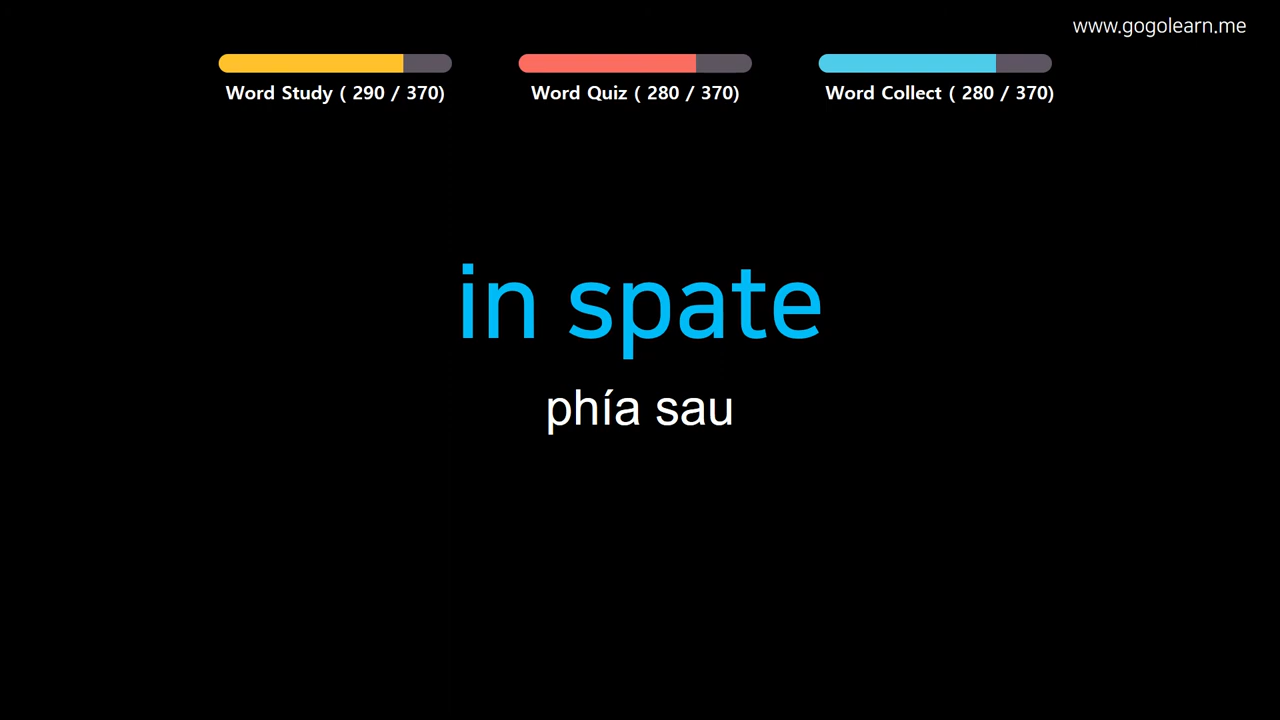 www.gogolearn.me
Word Study ( 290 / 370)
Word Quiz ( 280 / 370)
Word Collect ( 280 / 370)
in spate
phía sau